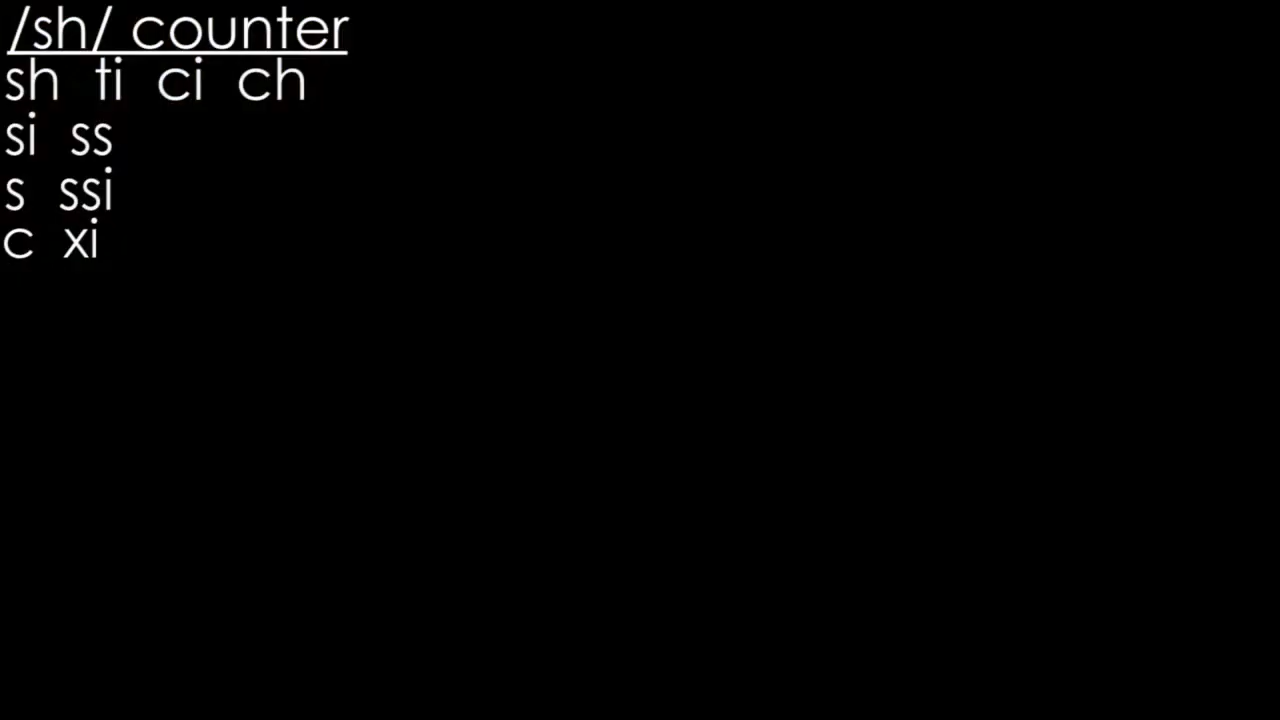 /sh/ counter
sh ti ci ch
si ss
s ssi
c xi